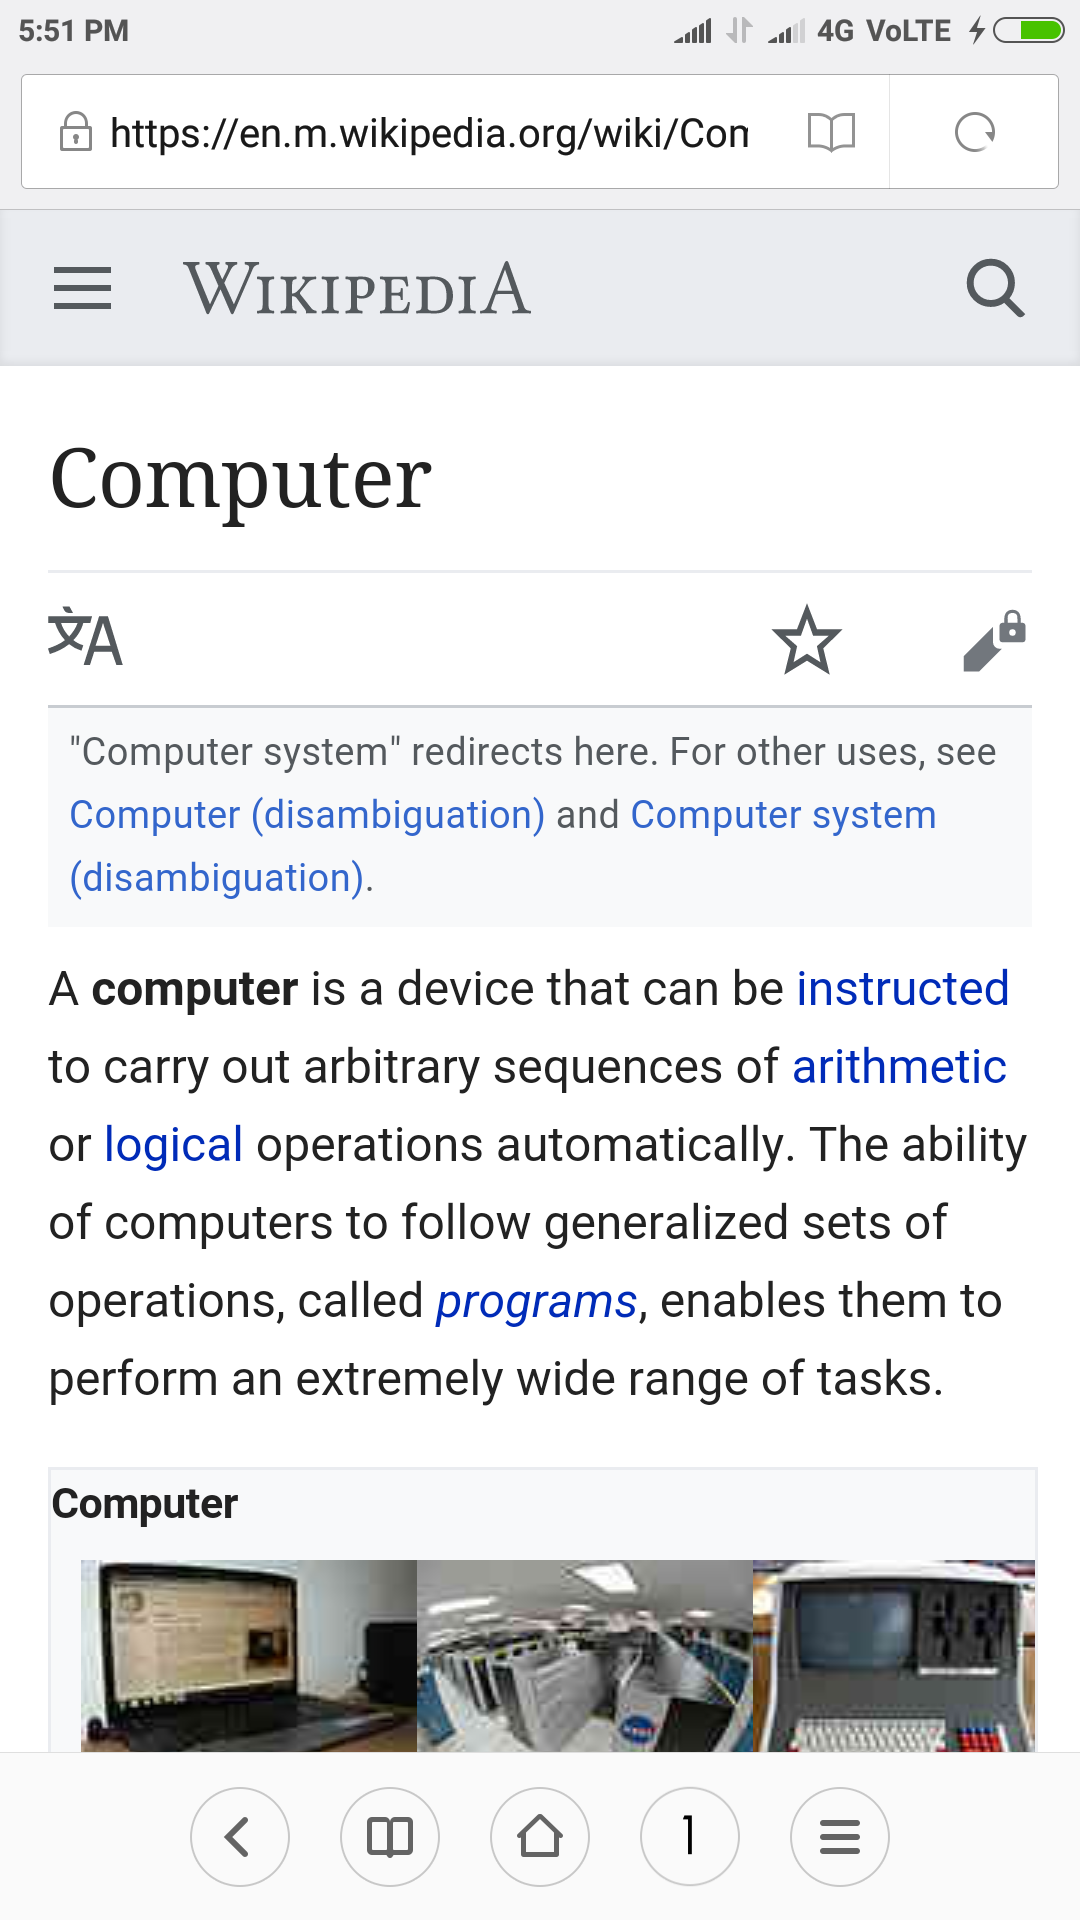 5:51 PM
4G VoLTE
https://en.m.wikipedia.org/wiki/Com
WIKIPEDIA
Computer
"Computer system" redirects here. For other uses, see
Computer (disambiguation) and Computer system
(disambiguation).
A computer is a device that can be instructed
to carry out arbitrary sequences of arithmetic
or logical operations automatically. The ability
of computers to follow generalized sets of
operations, called programs, enables them to
perform an extremely wide range of tasks.
Computer
1